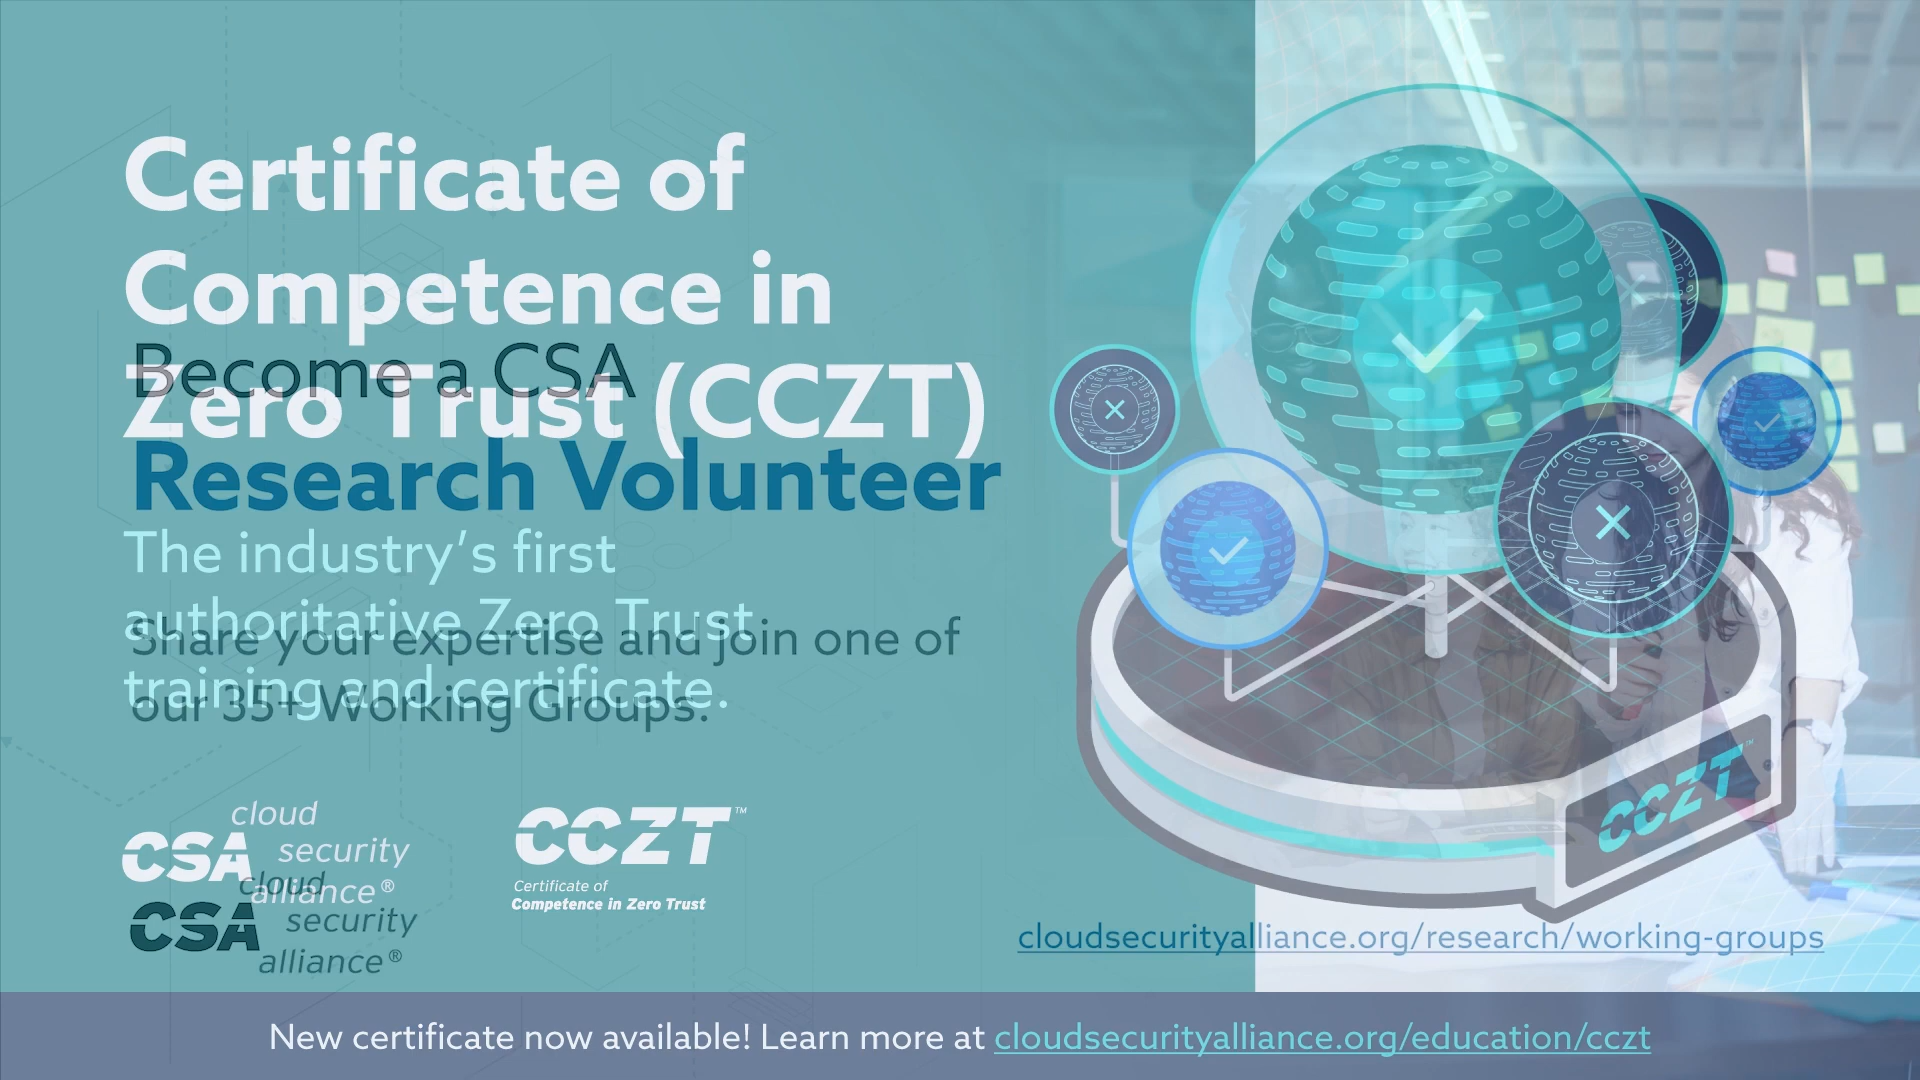 Certificate of
Competence in
Zero Trust (CCZT)
The industry's first
authoritative Zero Trust
training and certificate.
Become a CSA
Research Volunteer
Share your expertise and join one of
our 35+ Working Groups.
CSA cloud
security
alliance®
CSA cloud
security
alliance®
CCZT™
Certificate of
Competence in Zero Trust
CCZT™
cloudsecurityalliance.org/research/working-groups
New certificate now available! Learn more at cloudsecurityalliance.org/education/cczt